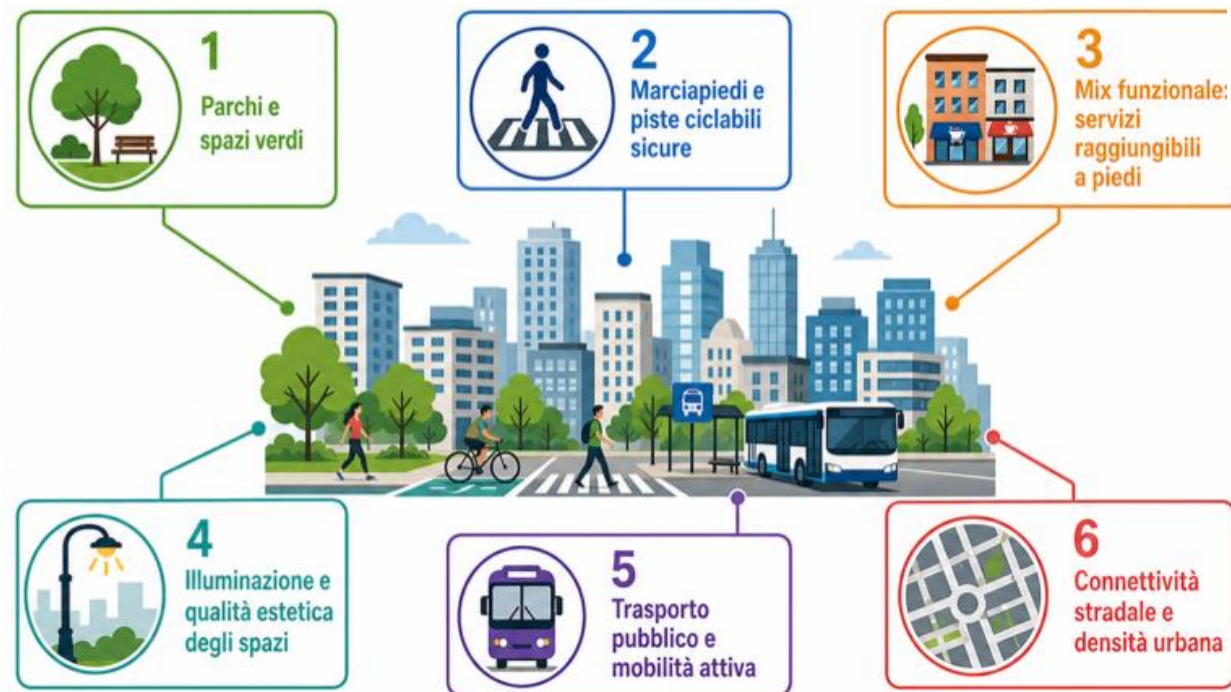 1
Parchi e
spazi verdi
2
Marciapiedi e
piste ciclabili
sicure
3
Mix funzionale:
servizi
raggiungibili
a piedi
4
Illuminazione e
qualità estetica
degli spazi
5
Trasporto
pubblico e
mobilità attiva
6
Connettività
stradale e
densità urbana